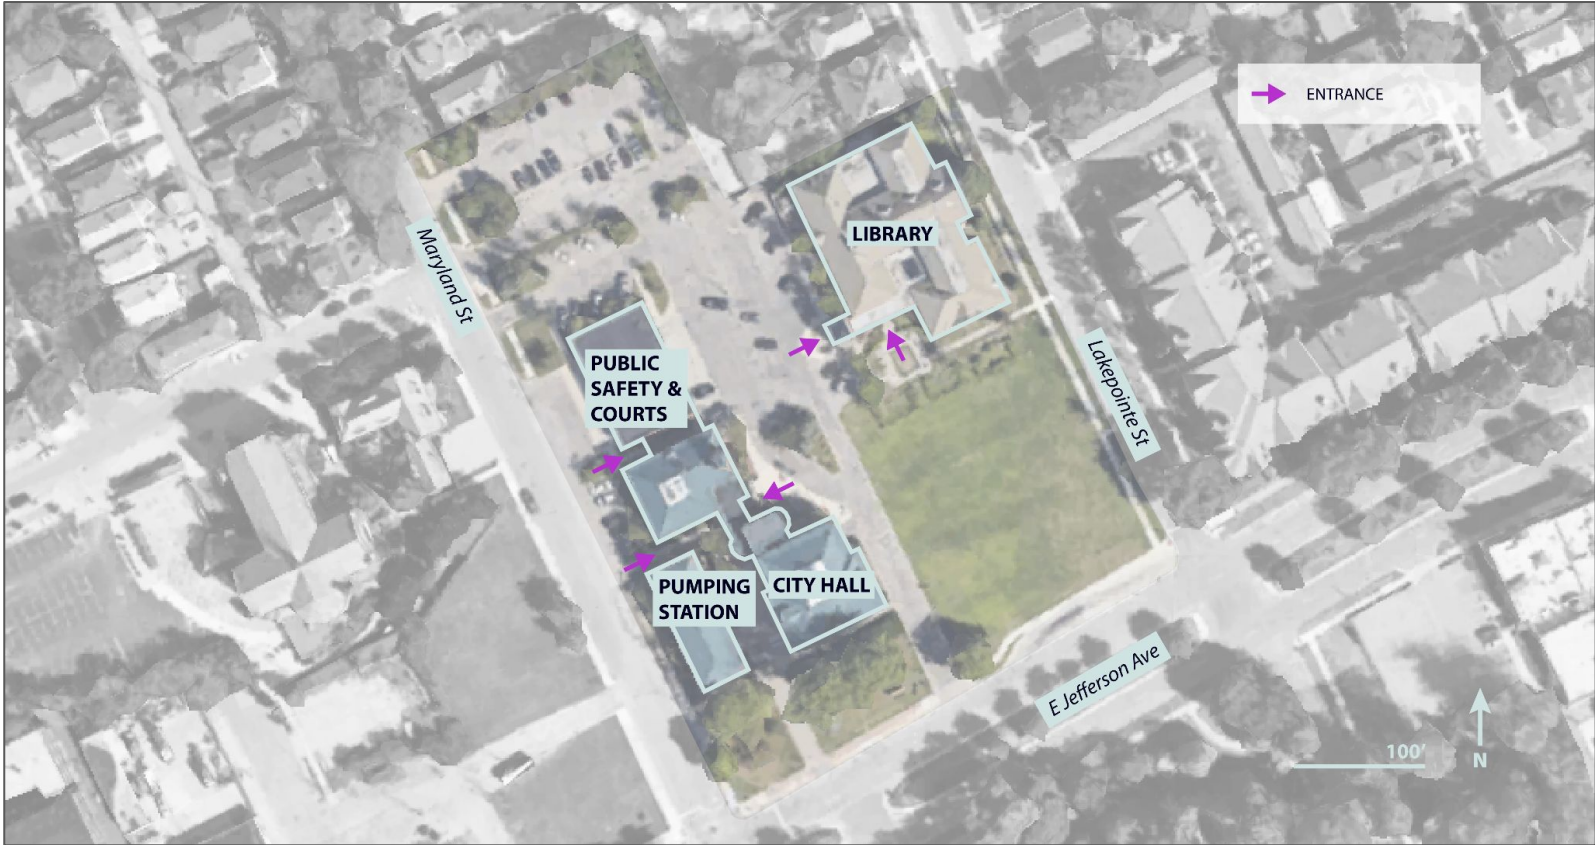 ENTRANCE
LIBRARY
Maryland St
PUBLIC
SAFETY &
COURTS
Lakepointe St
PUMPING
STATION
CITY HALL
E Jefferson Ave
100'
N